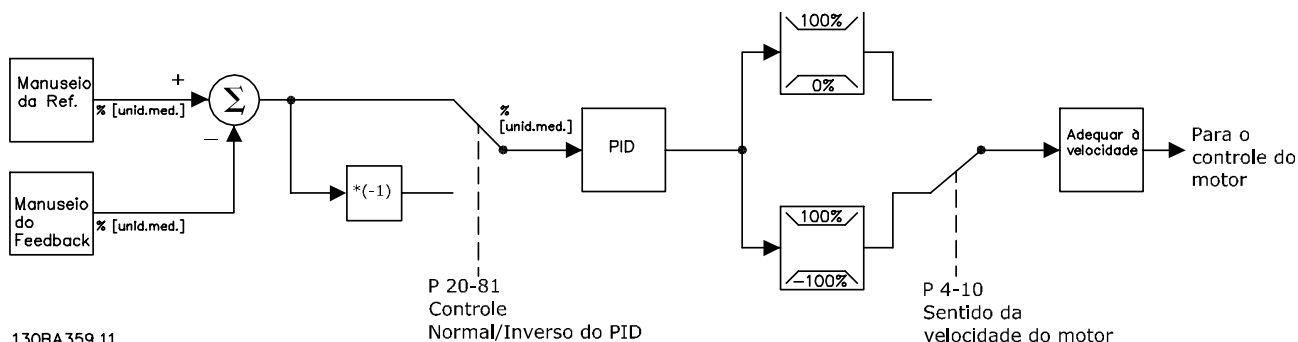 Manuseio
da Ref.
% [unid.med.]
+
Σ
−
Manuseio
do
Feedback
% [unid.med.]
*(-1)
P 20-81
Controle
Normal/Inverso do PID
%
[unid.med.]
PID
100%
0%
100%
-100%
P 4-10
Sentido da
velocidade do motor
Adequar à
velocidade
Para o
controle do
motor
130BA359.11